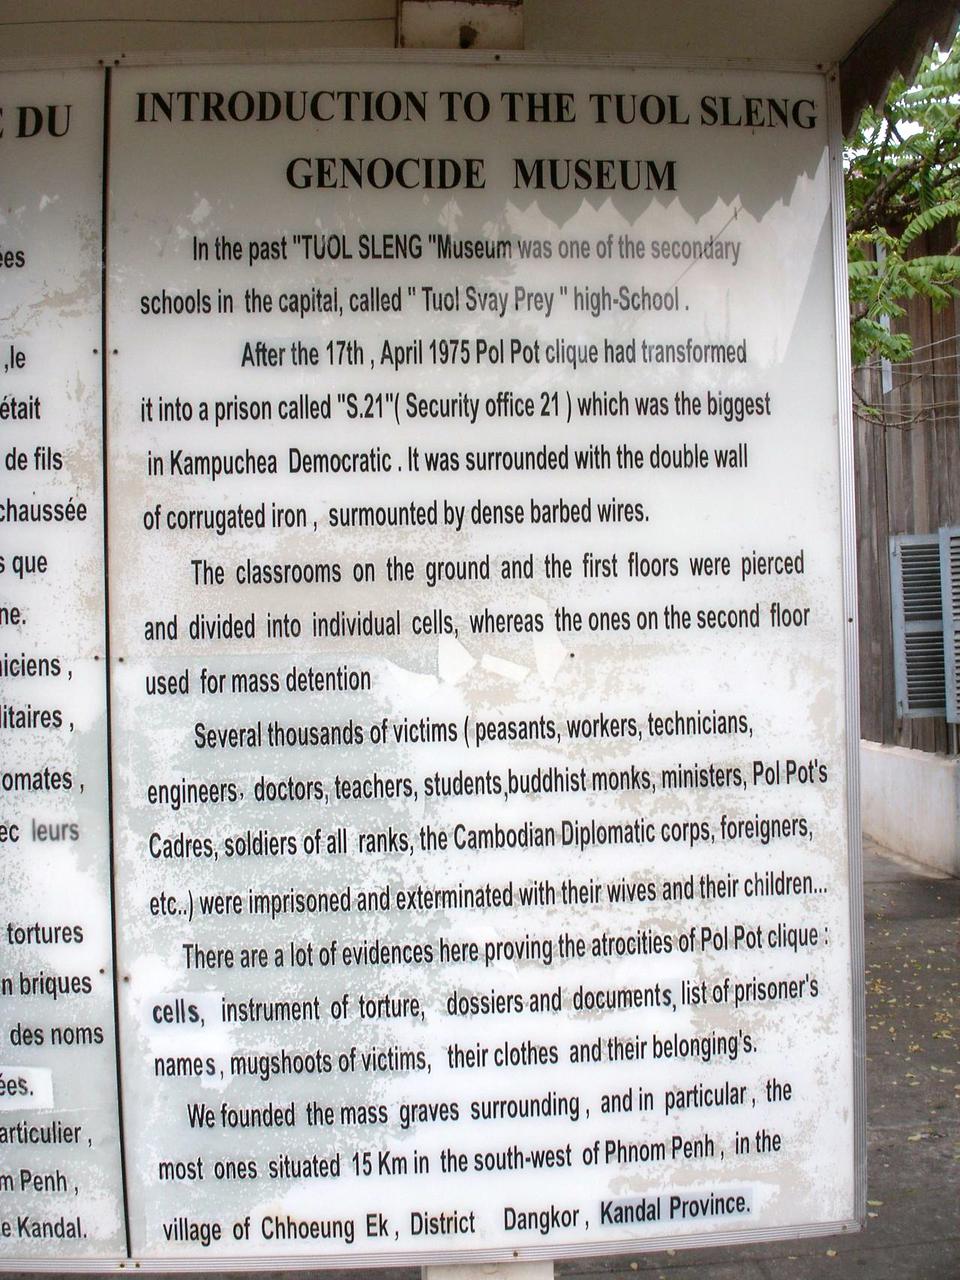 E DU
ées
,le
était
de fils
chaussée
s que
ne.
niciens ,
litaires ,
omates ,
ec leurs
tortures
n briques
des noms
ées.
articulier ,
m Penh ,
e Kandal.
INTRODUCTION TO THE TUOL SLENG
GENOCIDE MUSEUM
In the past "TUOL SLENG "Museum was one of the secondary
schools in the capital, called " Tuol Svay Prey " high-School .
After the 17th , April 1975 Pol Pot clique had transformed
it into a prison called "S.21"( Security office 21 ) which was the biggest
in Kampuchea Democratic . It was surrounded with the double wall
of corrugated iron , surmounted by dense barbed wires.
The classrooms on the ground and the first floors were pierced
and divided into individual cells, whereas the ones on the second floor
used for mass detention
Several thousands of victims ( peasants, workers, technicians,
engineers, doctors, teachers, students,buddhist monks, ministers, Pol Pot's
Cadres, soldiers of all ranks, the Cambodian Diplomatic corps, foreigners,
etc..) were imprisoned and exterminated with their wives and their children...
There are a lot of evidences here proving the atrocities of Pol Pot clique :
cells, instrument of torture, dossiers and documents, list of prisoner's
names, mugshoots of victims, their clothes and their belonging's.
We founded the mass graves surrounding , and in particular , the
most ones situated 15 Km in the south-west of Phnom Penh , in the
village of Chhoeung Ek , District Dangkor , Kandal Province.